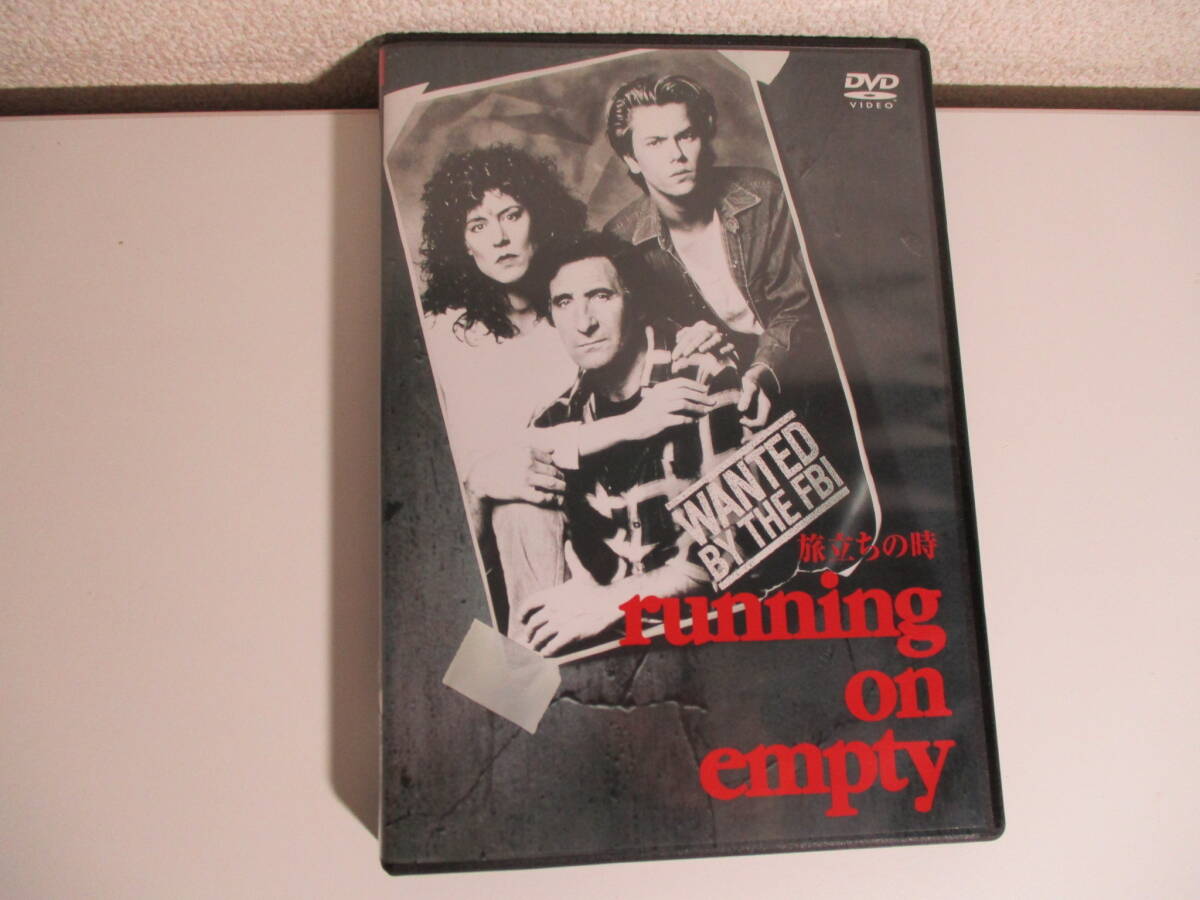 DVD
VIDEO
WANTED
BY THE FBI
旅立ちの時
running
on
empty